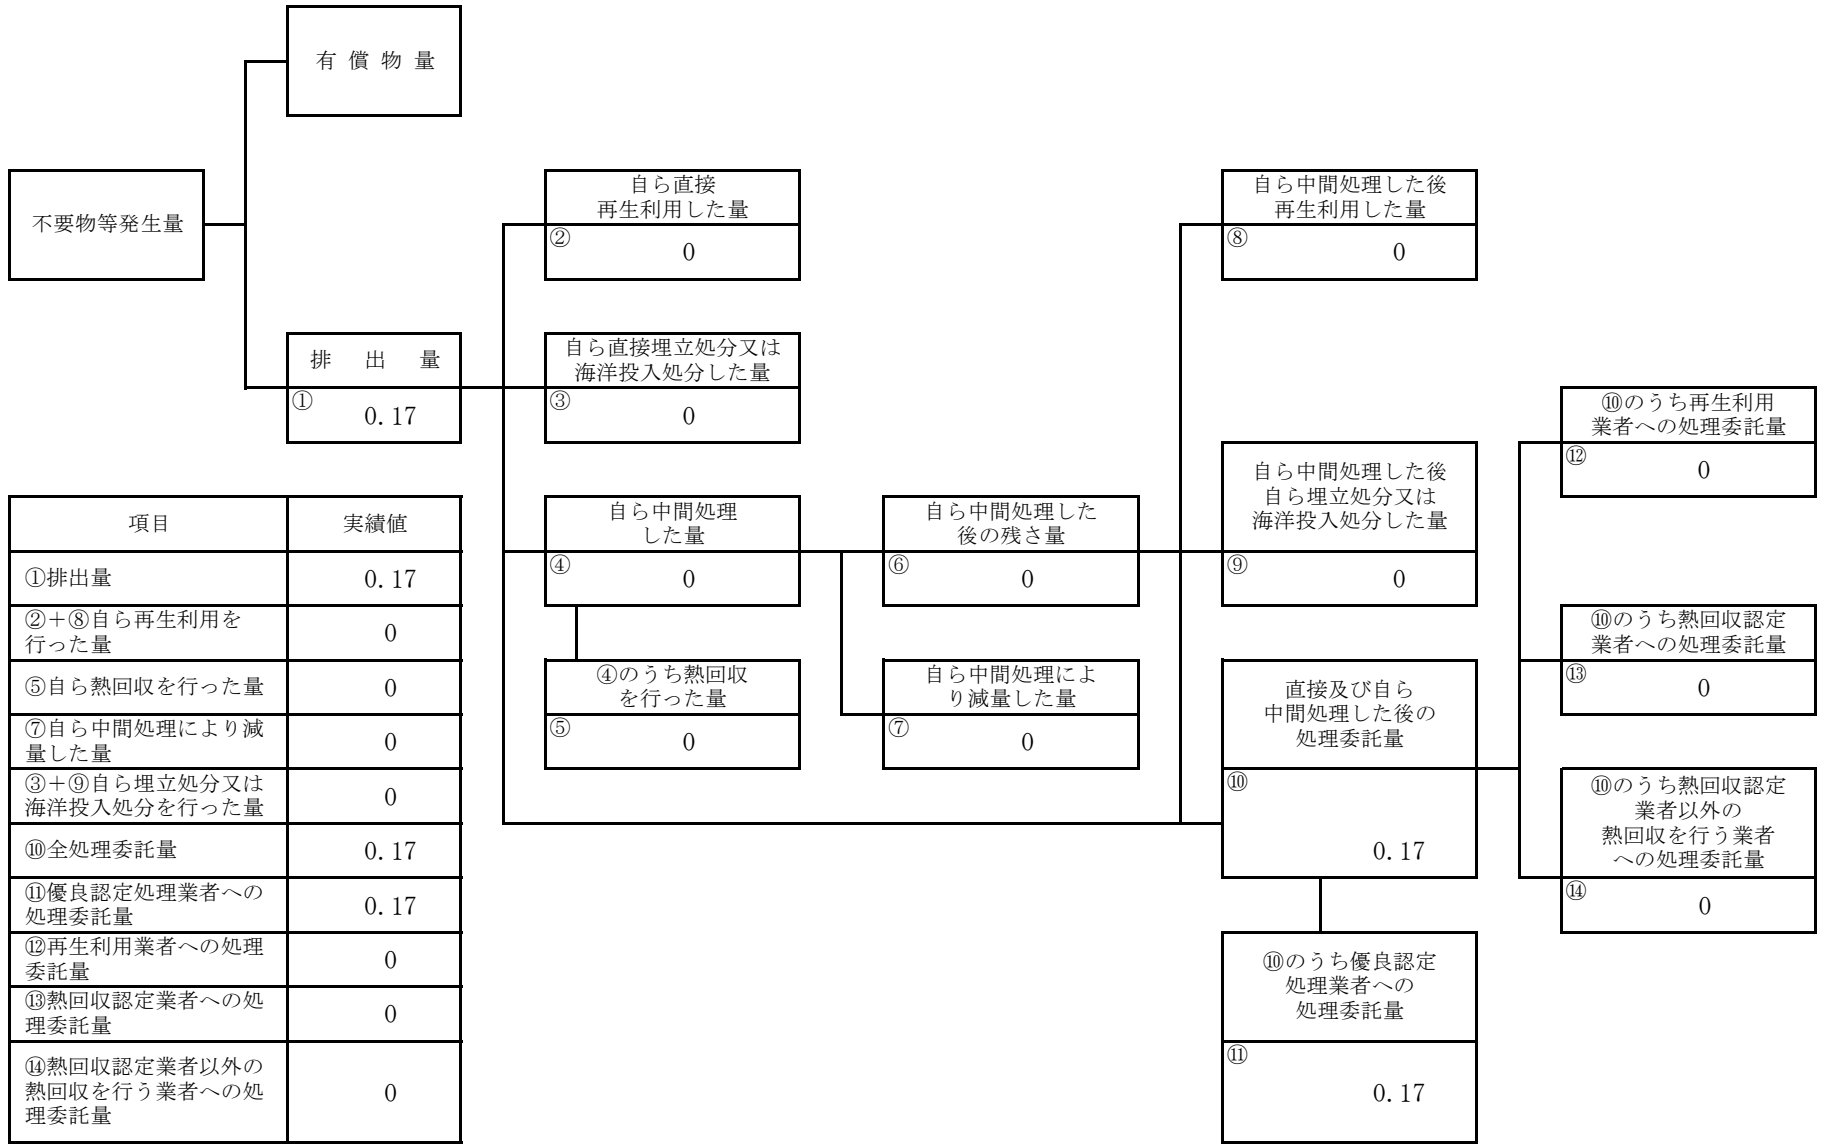 有 償 物 量
不要物等発生量
排 出 量
①
0.17
自ら直接
再生利用した量
②
0
自ら直接埋立処分又は
海洋投入処分した量
③
0
自ら中間処理
した量
④
0
④のうち熱回収
を行った量
⑤
0
自ら中間処理した
後の残さ量
⑥
0
自ら中間処理によ
り減量した量
⑦
0
自ら中間処理した後
再生利用した量
⑧
0
自ら中間処理した後
自ら埋立処分又は
海洋投入処分した量
⑨
0
直接及び自ら
中間処理した後の
処理委託量
⑩
0.17
⑩のうち優良認定
処理業者への
処理委託量
⑪
0.17
⑩のうち再生利用
業者への処理委託量
⑫
0
⑩のうち熱回収認定
業者への処理委託量
⑬
0
⑩のうち熱回収認定
業者以外の
熱回収を行う業者
への処理委託量
⑭
0
項目 実績値
①排出量 0.17
②＋⑧自ら再生利用を
行った量 0
⑤自ら熱回収を行った量 0
⑦自ら中間処理により減
量した量 0
③＋⑨自ら埋立処分又は
海洋投入処分を行った量 0
⑩全処理委託量 0.17
⑪優良認定処理業者への
処理委託量 0.17
⑫再生利用業者への処理
委託量 0
⑬熱回収認定業者への処
理委託量 0
⑭熱回収認定業者以外の
熱回収を行う業者への処
理委託量 0